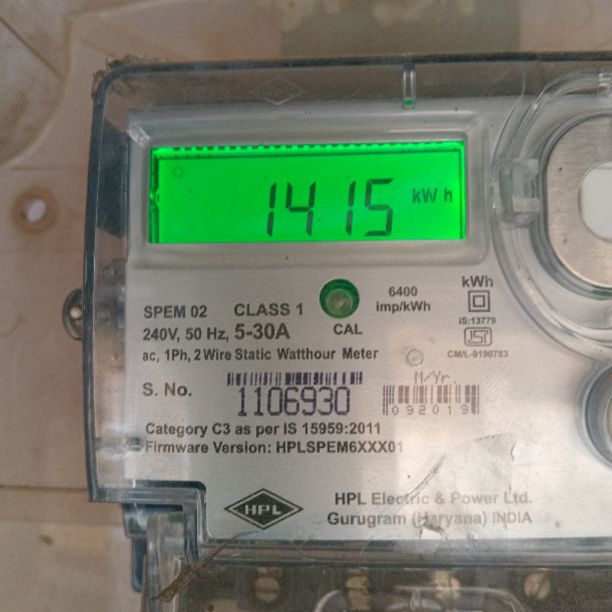 1415 kWh
SPEM 02 CLASS 1
240V, 50 Hz, 5-30A
ac, 1Ph, 2 Wire Static Watthour Meter
CAL
6400
imp/kWh
kWh
IS:13779
ISI
CM/L-9190783
S. No. 1106930
M/Yr.
092019
Category C3 as per IS 15959:2011
Firmware Version: HPLSPEM6XXX01
HPL
HPL Electric & Power Ltd.
Gurugram (Haryana) INDIA